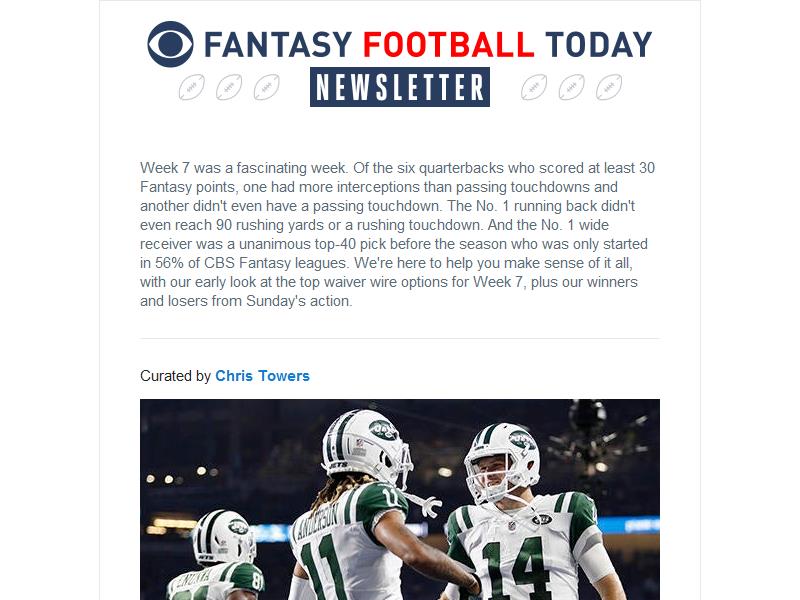 FANTASY FOOTBALL TODAY
NEWSLETTER
Week 7 was a fascinating week. Of the six quarterbacks who scored at least 30
Fantasy points, one had more interceptions than passing touchdowns and
another didn't even have a passing touchdown. The No. 1 running back didn't
even reach 90 rushing yards or a rushing touchdown. And the No. 1 wide
receiver was a unanimous top-40 pick before the season who was only started
in 56% of CBS Fantasy leagues. We're here to help you make sense of it all,
with our early look at the top waiver wire options for Week 7, plus our winners
and losers from Sunday's action.
Curated by Chris Towers
JETS
ANDERSON
11
11
14
81